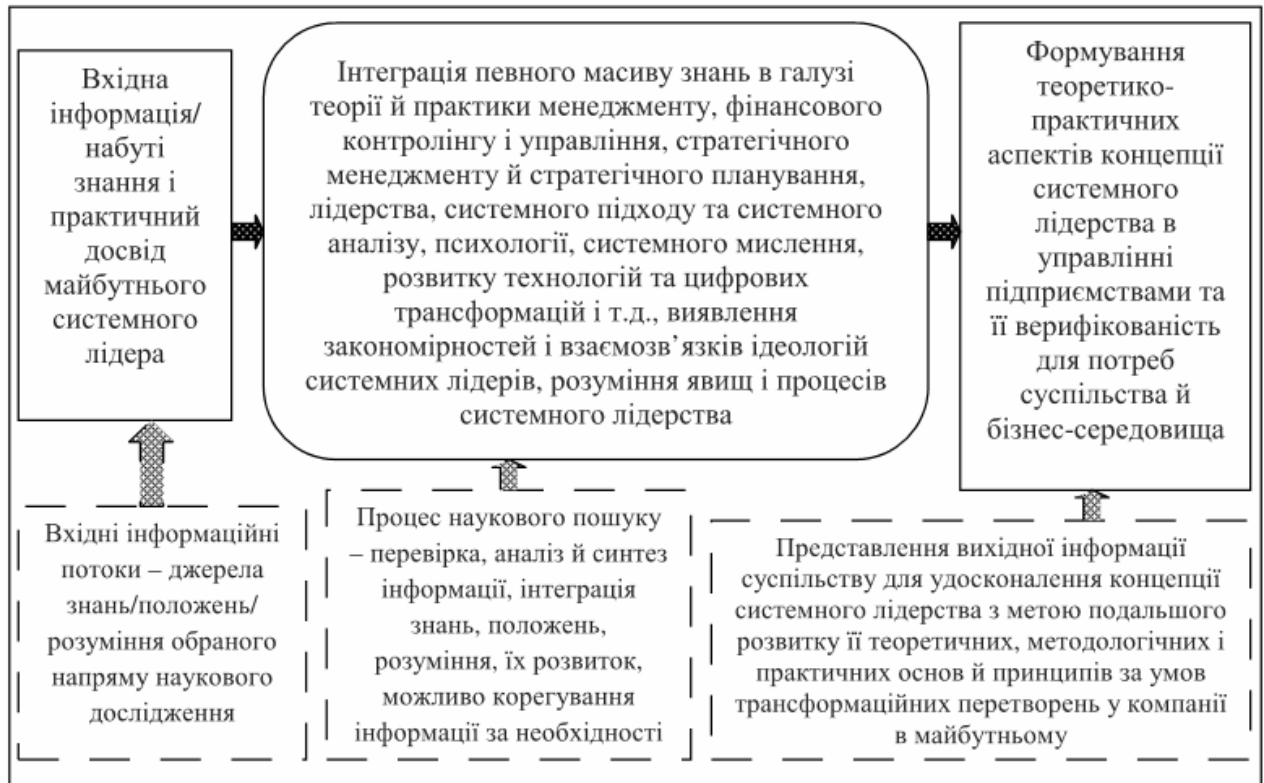 Вхідна
інформація/
набуті
знання і
практичний
досвід
майбутнього
системного
лідера
Інтеграція певного масиву знань в галузі
теорії й практики менеджменту, фінансового
контролінгу і управління, стратегічного
менеджменту й стратегічного планування,
лідерства, системного підходу та системного
аналізу, психології, системного мислення,
розвитку технологій та цифрових
трансформацій і т.д., виявлення
закономірностей і взаємозв’язків ідеологій
системних лідерів, розуміння явищ і процесів
системного лідерства
Формування
теоретико-
практичних
аспектів концепції
системного
лідерства в
управлінні
підприємствами та
її верифікованість
для потреб
суспільства й
бізнес-середовища
Вхідні інформаційні
потоки – джерела
знань/положень/
розуміння обраного
напряму наукового
дослідження
Процес наукового пошуку
– перевірка, аналіз й синтез
інформації, інтеграція
знань, положень,
розуміння, їх розвиток,
можливо корегування
інформації за необхідності
Представлення вихідної інформації
суспільству для удосконалення концепції
системного лідерства з метою подальшого
розвитку її теоретичних, методологічних і
практичних основ й принципів за умов
трансформаційних перетворень у компанії
в майбутньому